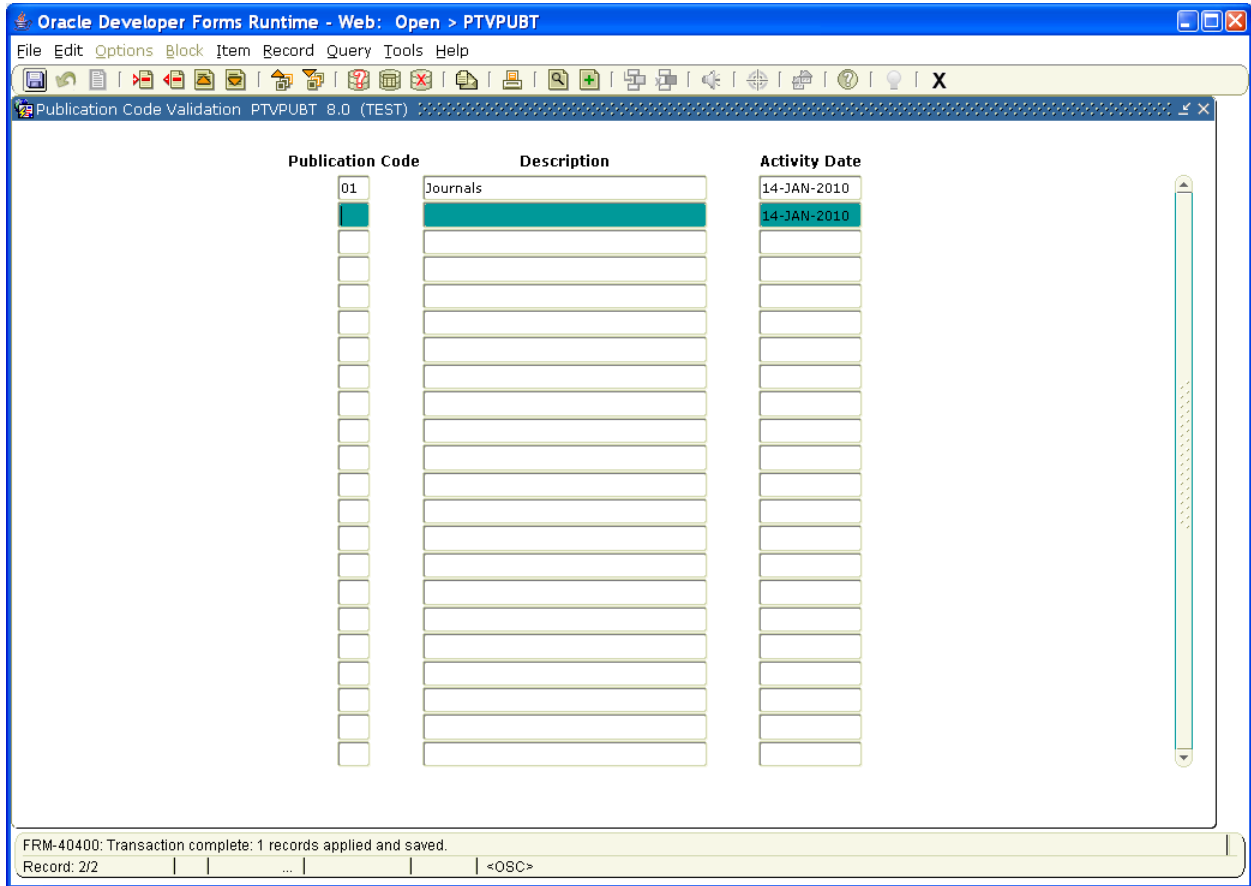 Oracle Developer Forms Runtime - Web: Open > PTVPUBT
File Edit Options Block Item Record Query Tools Help
X
Publication Code Validation PTVPUBT 8.0 (TEST)
Publication Code Description Activity Date
01 Journals 14-JAN-2010
14-JAN-2010
FRM-40400: Transaction complete: 1 records applied and saved.
Record: 2/2 ... <OSC>